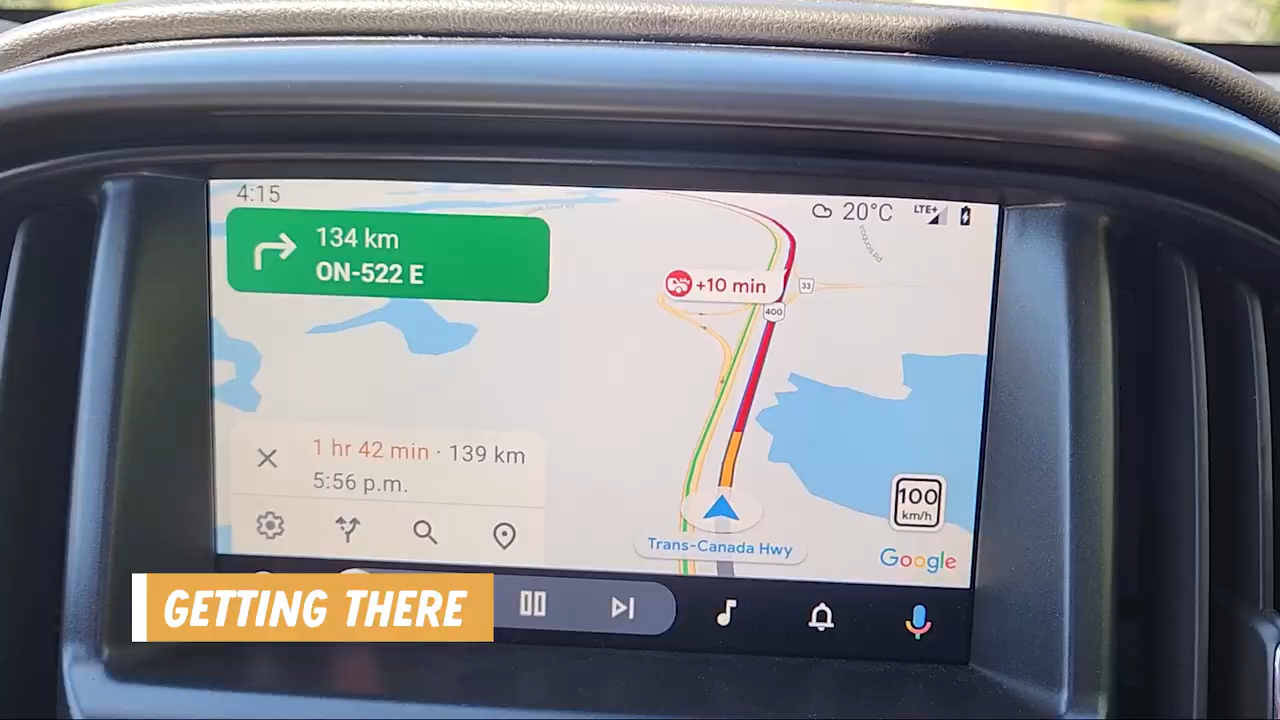 4:15
20°C
LTE+
134 km
ON-522 E
+10 min
33
400
1 hr 42 min · 139 km
5:56 p.m.
100
km/h
Trans-Canada Hwy
Google
GETTING THERE